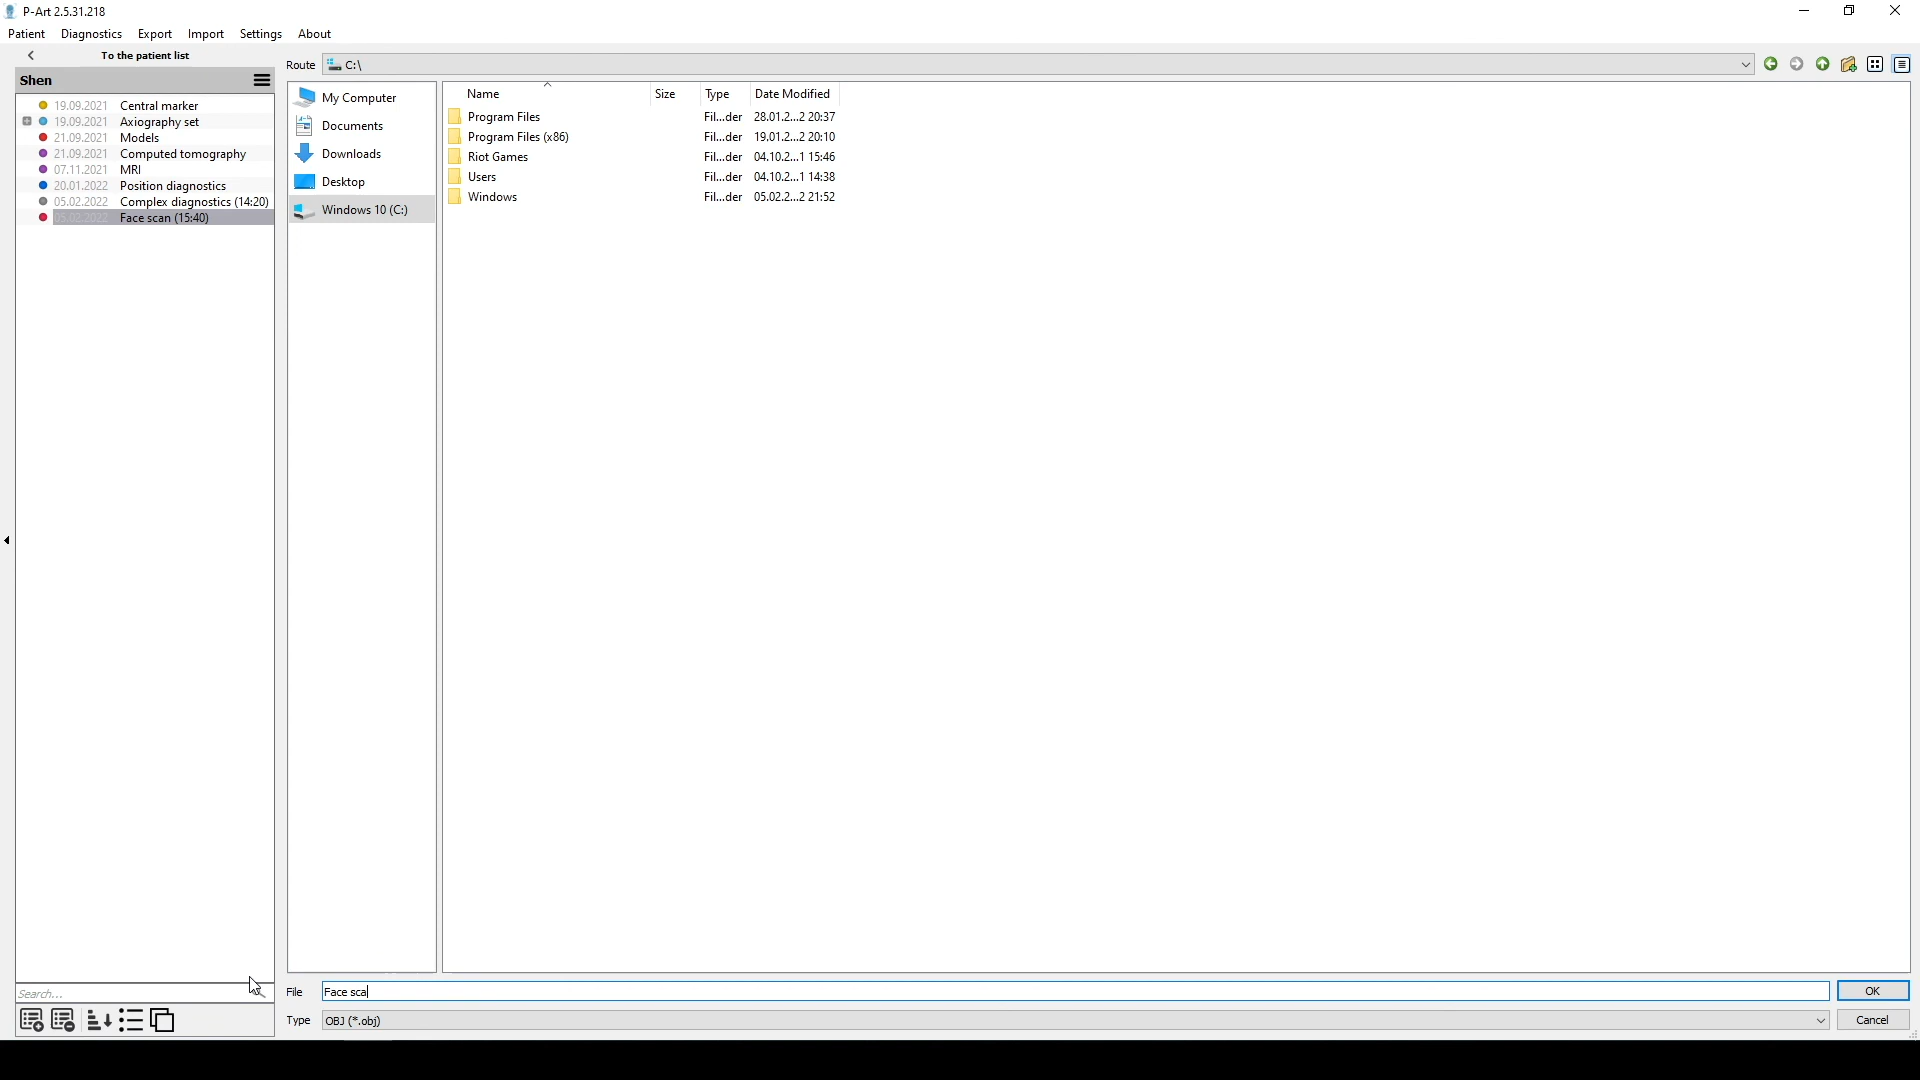 P-Art 2.5.31.218
Patient Diagnostics Export Import Settings About
To the patient list
Shen
19.09.2021 Central marker
19.09.2021 Axiography set
21.09.2021 Models
21.09.2021 Computed tomography
07.11.2021 MRI
20.01.2022 Position diagnostics
05.02.2022 Complex diagnostics (14:20)
05.02.2022 Face scan (15:40)
Search...
Route C:\
My Computer
Documents
Downloads
Desktop
Windows 10 (C:)
Name Size Type Date Modified
Program Files Fil...der 28.01.2...2 20:37
Program Files (x86) Fil...der 19.01.2...2 20:10
Riot Games Fil...der 04.10.2...1 15:46
Users Fil...der 04.10.2...1 14:38
Windows Fil...der 05.02.2...2 21:52
File Face sca OK
Type OBJ (*.obj) Cancel